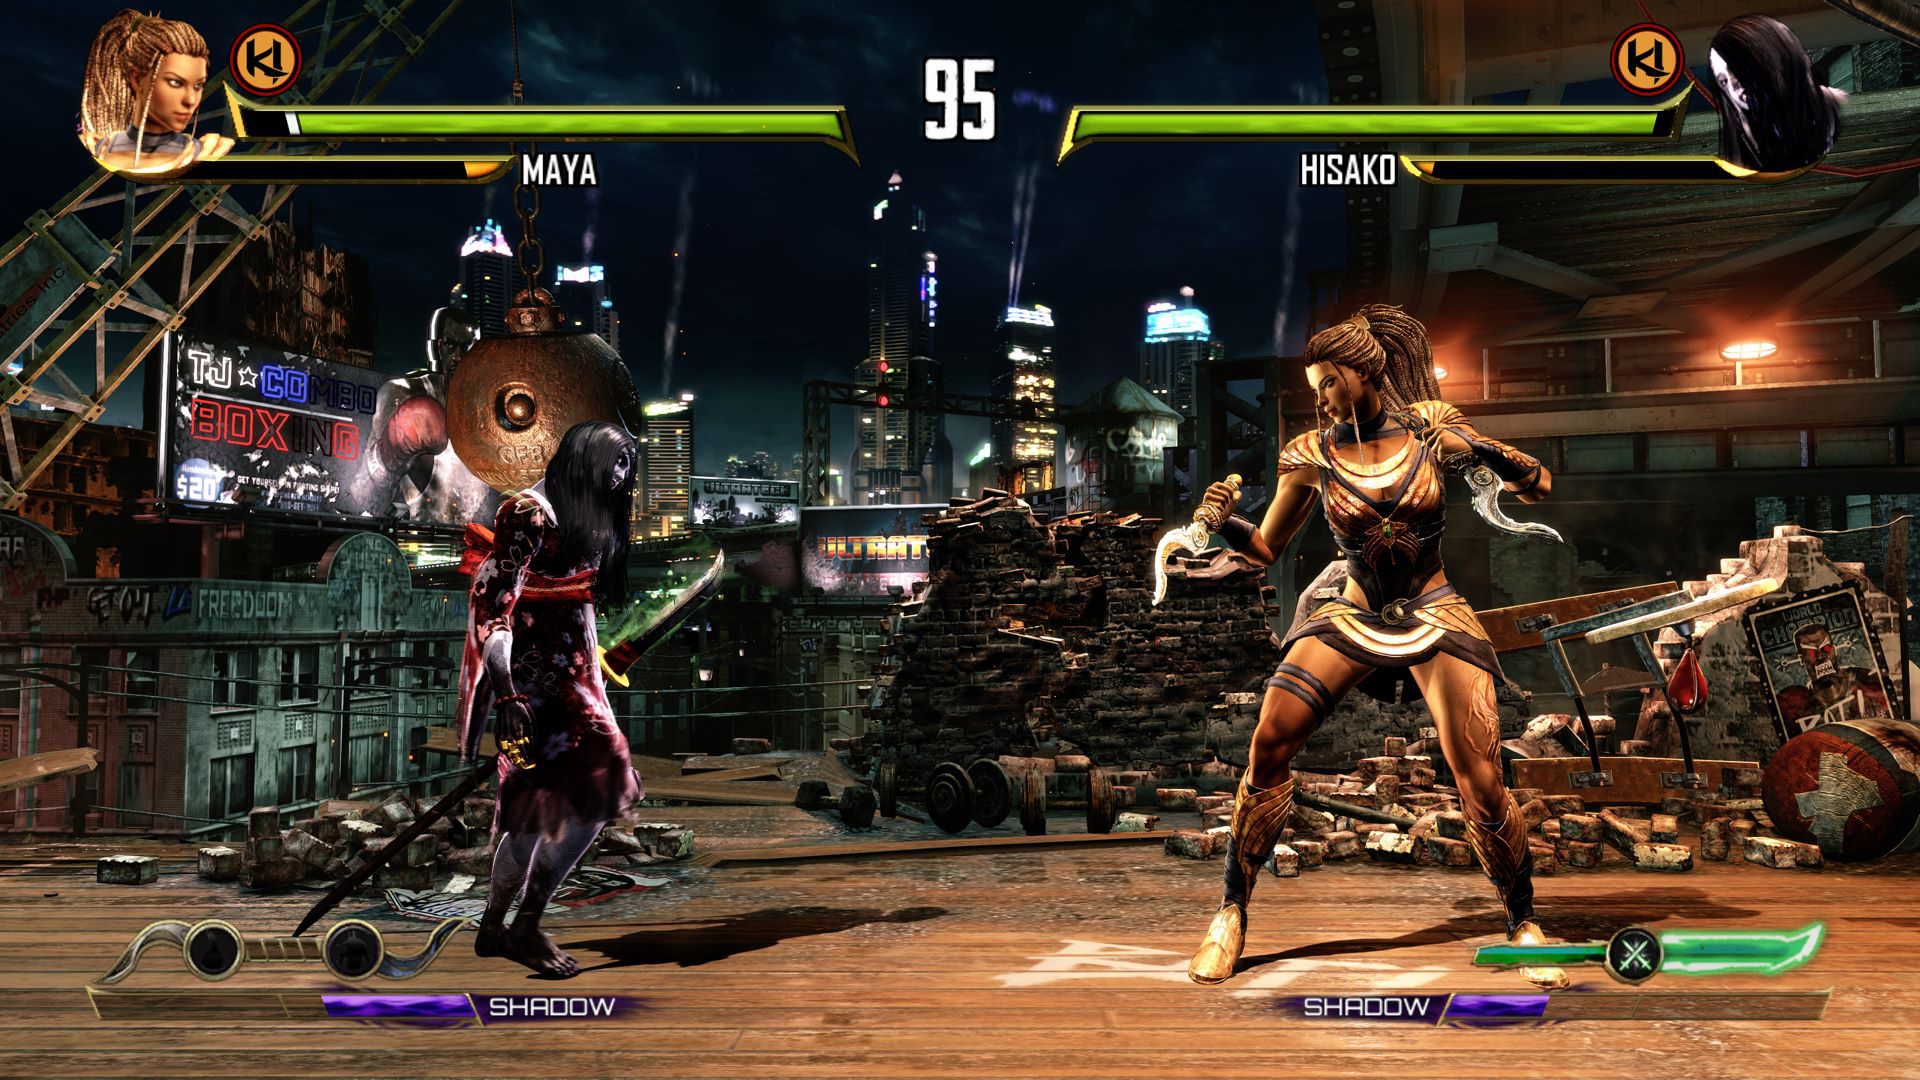 KI
95
KI
MAYA
HISAKO
TJ ☆ COMBO
BOXING
$20
GET YOURSELF IN FIGHTING SHAPE!
ULTRATECH
ULTRAT
FREEDOOM
WORLD
CHAMPION
SHADOW
SHADOW